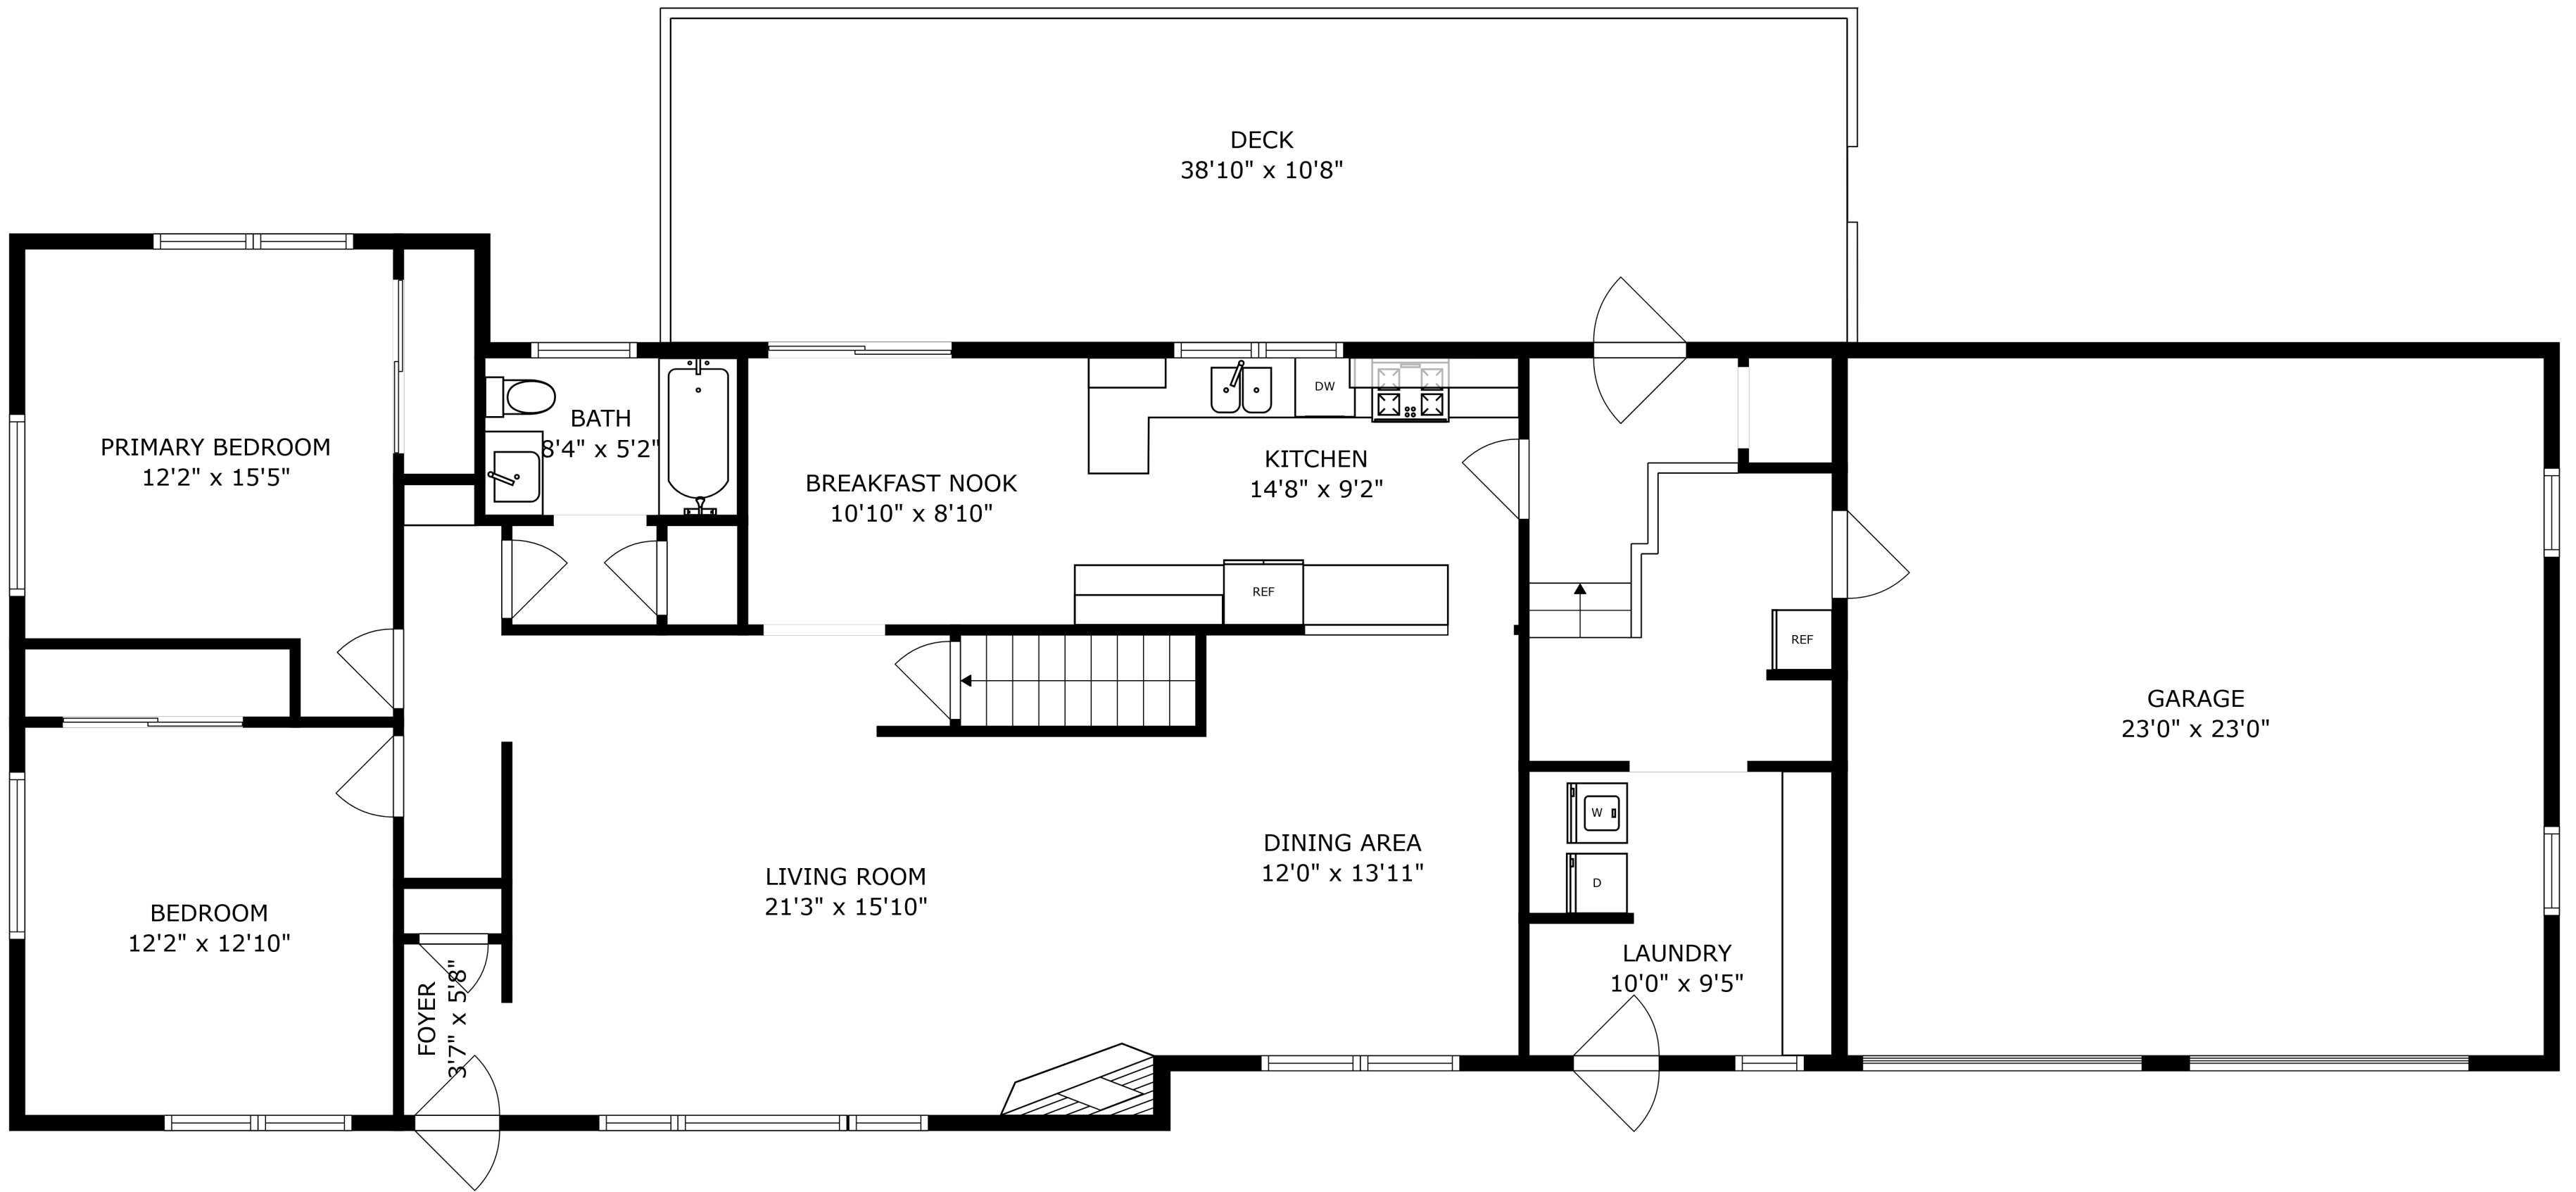 DECK
38'10" x 10'8"
PRIMARY BEDROOM
12'2" x 15'5"
BATH
8'4" x 5'2"
BREAKFAST NOOK
10'10" x 8'10"
DW
KITCHEN
14'8" x 9'2"
REF
REF
GARAGE
23'0" x 23'0"
BEDROOM
12'2" x 12'10"
FOYER
3'7" x 5'8"
LIVING ROOM
21'3" x 15'10"
DINING AREA
12'0" x 13'11"
W
D
LAUNDRY
10'0" x 9'5"